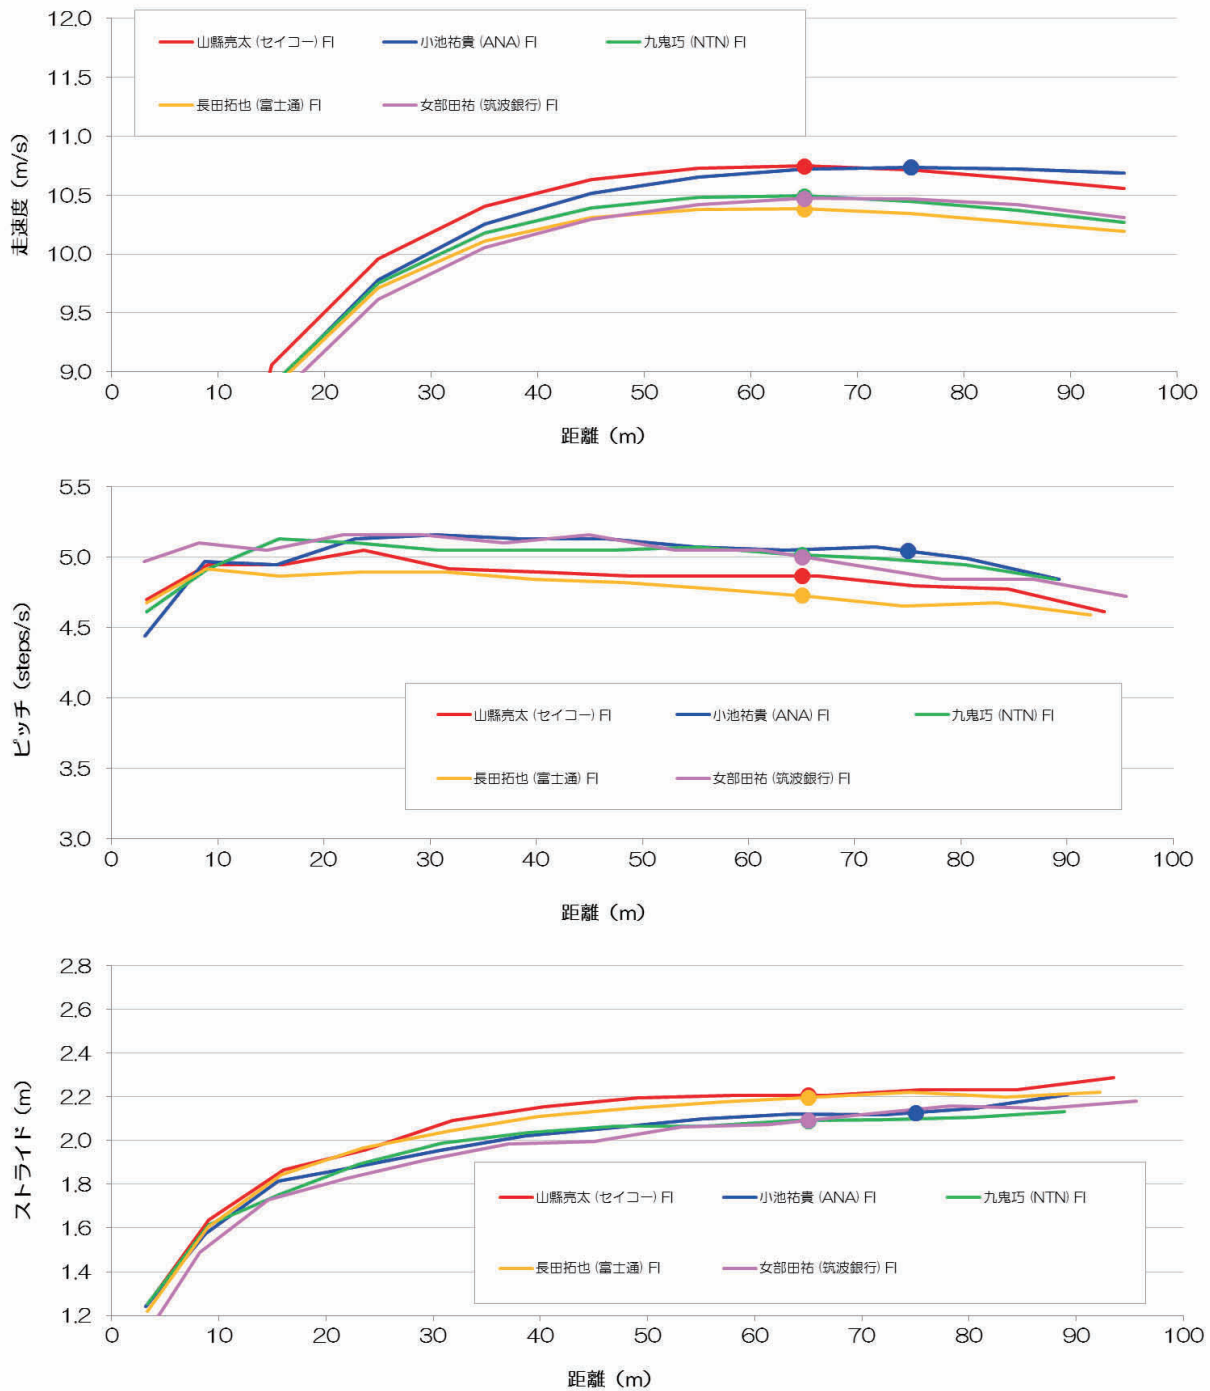 走速度 (m/s)
12.0
11.5
11.0
10.5
10.0
9.5
9.0
山縣亮太 (セイコー) FI 小池祐貴 (ANA) FI 九鬼巧 (NTN) FI
長田拓也 (富士通) FI 女部田祐 (筑波銀行) FI
0 10 20 30 40 50 60 70 80 90 100
距離 (m)
ピッチ (steps/s)
5.5
5.0
4.5
4.0
3.5
3.0
山縣亮太 (セイコー) FI 小池祐貴 (ANA) FI 九鬼巧 (NTN) FI
長田拓也 (富士通) FI 女部田祐 (筑波銀行) FI
0 10 20 30 40 50 60 70 80 90 100
距離 (m)
ストライド (m)
2.8
2.6
2.4
2.2
2.0
1.8
1.6
1.4
1.2
山縣亮太 (セイコー) FI 小池祐貴 (ANA) FI 九鬼巧 (NTN) FI
長田拓也 (富士通) FI 女部田祐 (筑波銀行) FI
0 10 20 30 40 50 60 70 80 90 100
距離 (m)